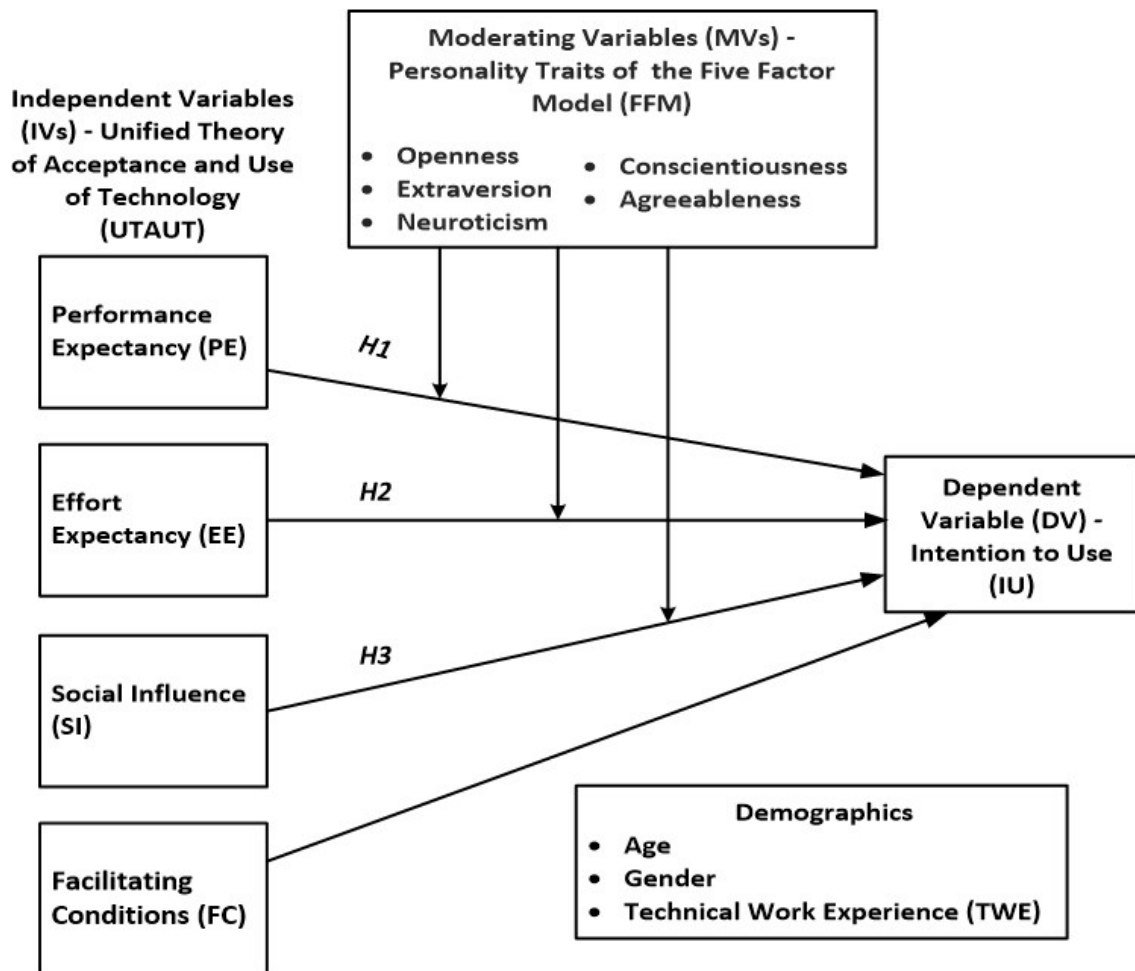 Moderating Variables (MVs) -
Personality Traits of the Five Factor
Model (FFM)
• Openness
• Extraversion
• Neuroticism
• Conscientiousness
• Agreeableness
Independent Variables
(IVs) - Unified Theory
of Acceptance and Use
of Technology
(UTAUT)
Performance
Expectancy (PE)
H1
Effort
Expectancy (EE)
H2
Dependent
Variable (DV) -
Intention to Use
(IU)
Social Influence
(SI)
H3
Facilitating
Conditions (FC)
Demographics
• Age
• Gender
• Technical Work Experience (TWE)